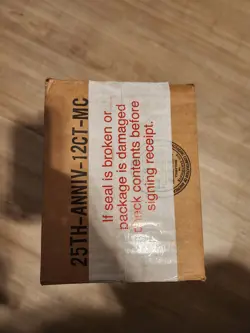 25TH-ANNIV-12CT-MC
If seal is broken or
package is damaged
check contents before
signing receipt.